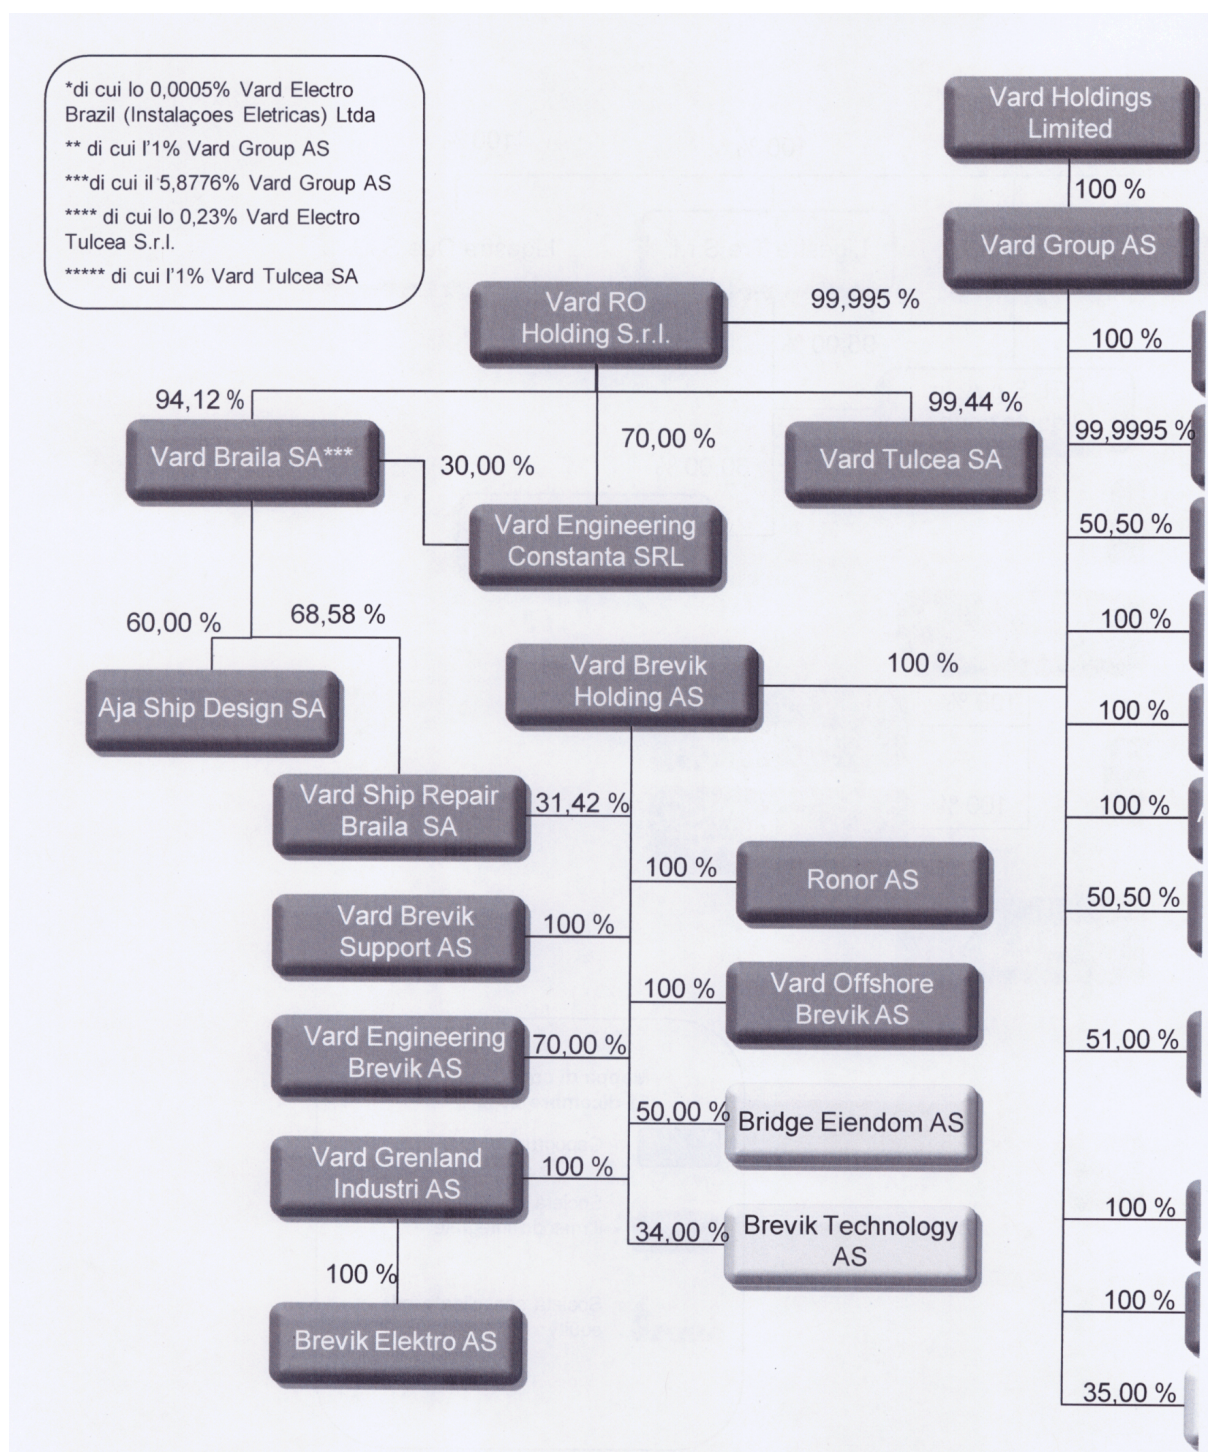 *di cui lo 0,0005% Vard Electro
Brazil (Instalaçoes Eletricas) Ltda
** di cui l'1% Vard Group AS
***di cui il 5,8776% Vard Group AS
**** di cui lo 0,23% Vard Electro
Tulcea S.r.l.
***** di cui l'1% Vard Tulcea SA
Vard Holdings
Limited
100 %
Vard Group AS
Vard RO
Holding S.r.l.
99,995 %
100 %
94,12 %
99,44 %
70,00 %
99,9995 %
Vard Braila SA***
30,00 %
Vard Tulcea SA
Vard Engineering
Constanta SRL
50,50 %
60,00 %
68,58 %
100 %
Vard Brevik
Holding AS
100 %
Aja Ship Design SA
100 %
Vard Ship Repair
Braila SA
31,42 %
100 %
100 %
Ronor AS
50,50 %
Vard Brevik
Support AS
100 %
100 %
Vard Offshore
Brevik AS
Vard Engineering
Brevik AS
70,00 %
51,00 %
50,00 %
Bridge Eiendom AS
Vard Grenland
Industri AS
100 %
100 %
34,00 %
Brevik Technology
AS
100 %
100 %
Brevik Elektro AS
35,00 %